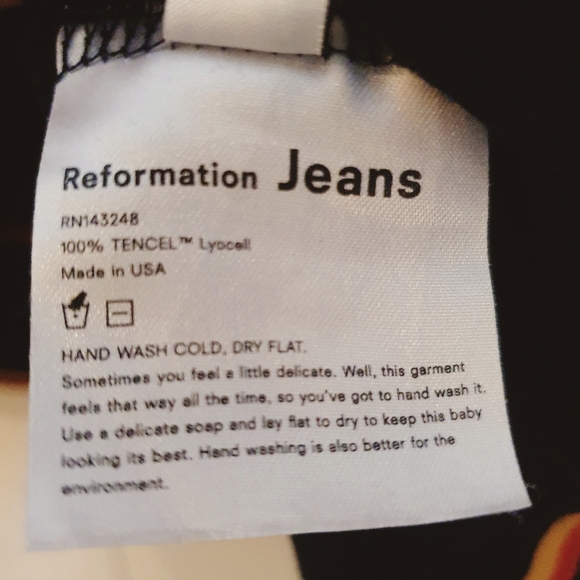 Reformation Jeans
RN143248
100% TENCEL™ Lyocell
Made in USA
HAND WASH COLD, DRY FLAT.
Sometimes you feel a little delicate. Well, this garment
feels that way all the time, so you've got to hand wash it.
Use a delicate soap and lay flat to dry to keep this baby
looking its best. Hand washing is also better for the
environment.